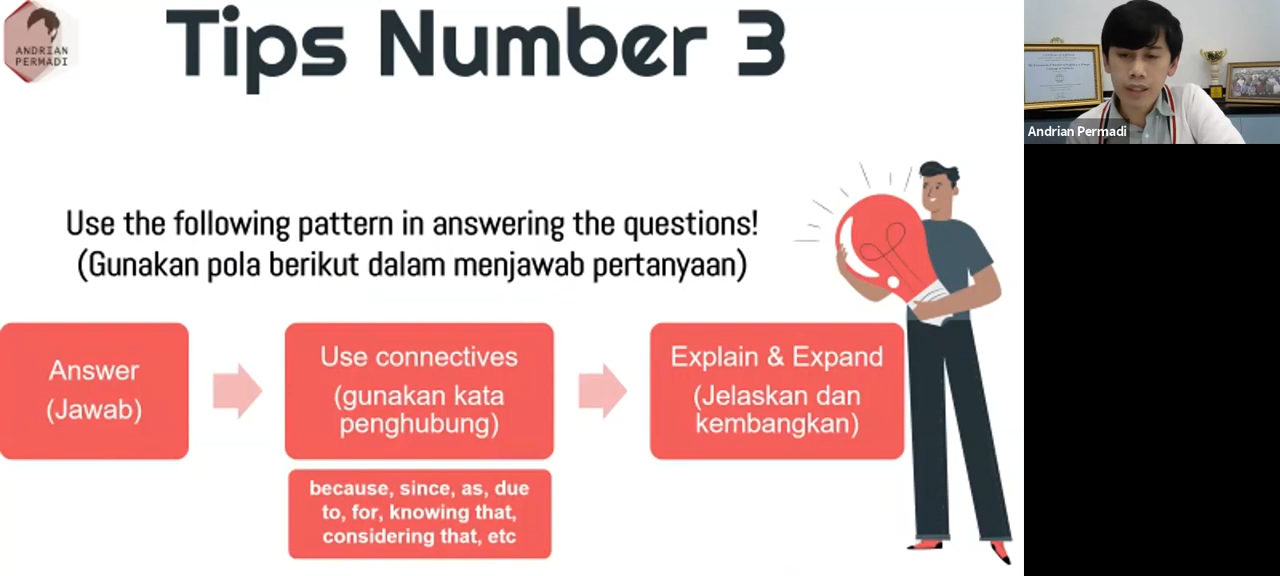 ANDRIAN
PERMADI
Tips Number 3
Andrian Permadi
Use the following pattern in answering the questions!
(Gunakan pola berikut dalam menjawab pertanyaan)
Answer
(Jawab)
Use connectives
(gunakan kata
penghubung)
because, since, as, due
to, for, knowing that,
considering that, etc
Explain & Expand
(Jelaskan dan
kembangkan)